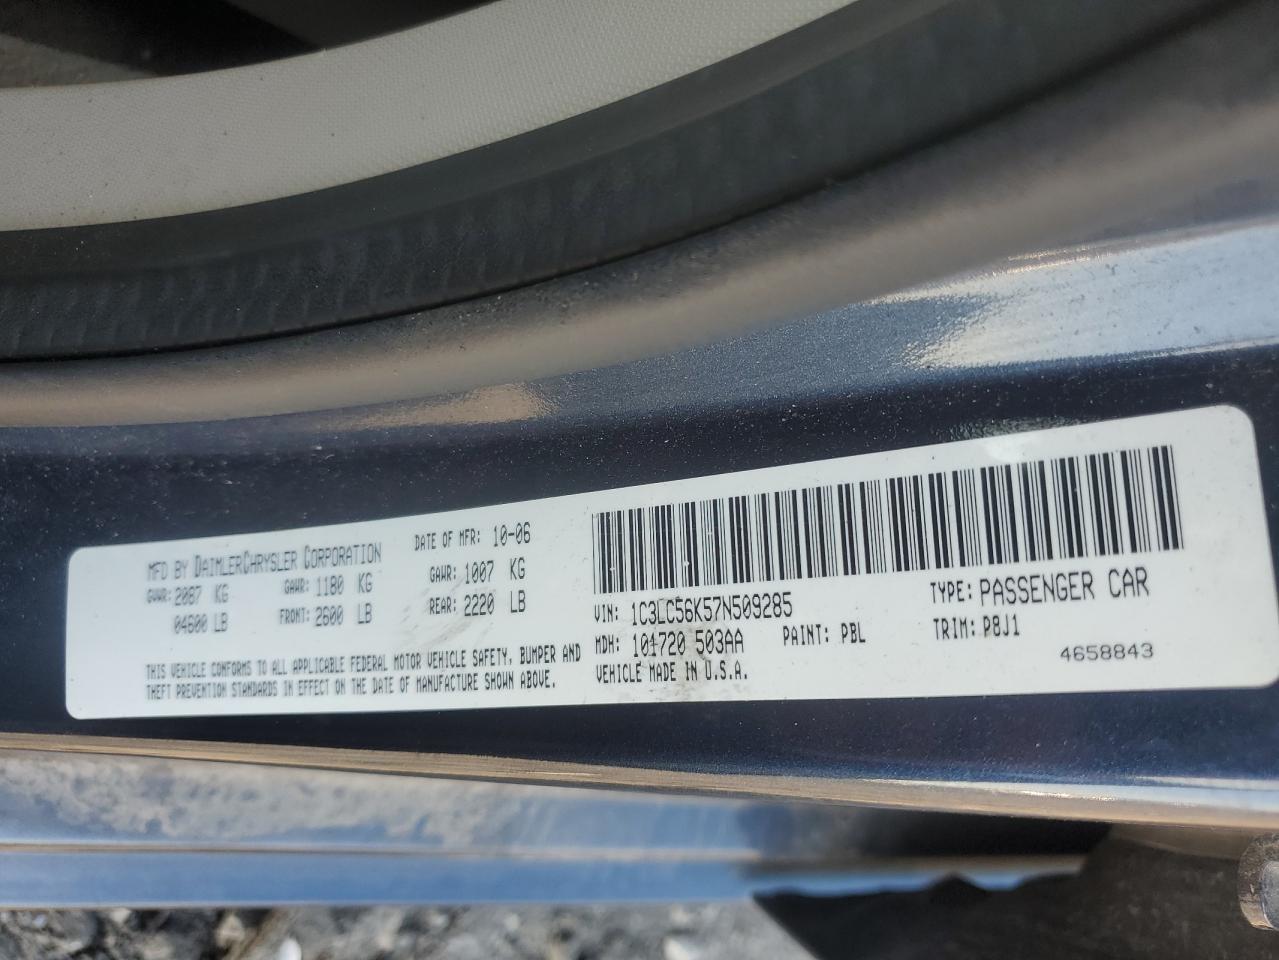 MFD BY DAIMLERCHRYSLER CORPORATION DATE OF MFR: 10-06
GVWR: 2087 KG GAWR: 1180 KG GAWR: 1007 KG
04600 LB FRONT: 2600 LB REAR: 2220 LB
THIS VEHICLE CONFORMS TO ALL APPLICABLE FEDERAL MOTOR VEHICLE SAFETY, BUMPER AND
THEFT PREVENTION STANDARDS IN EFFECT ON THE DATE OF MANUFACTURE SHOWN ABOVE.
VIN: 1C3LC56K57N509285 TYPE: PASSENGER CAR
MDH: 101720 503AA PAINT: PBL TRIM: P8J1
VEHICLE MADE IN U.S.A. 4658843